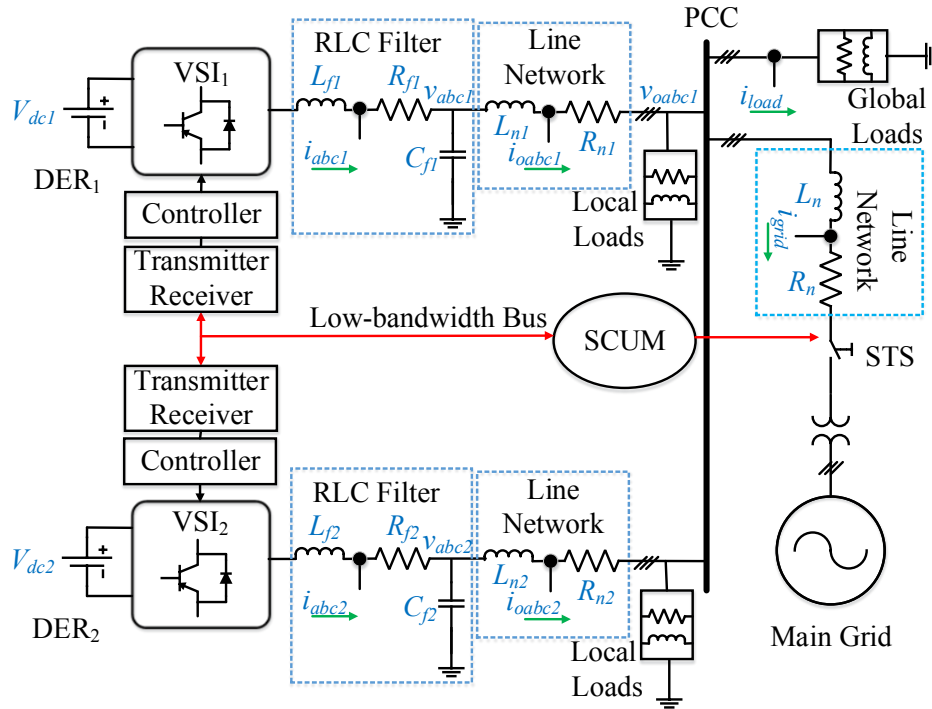 PCC
RLC Filter
Line
Network
VSI1
Lf1
Rf1
vabc1
Ln1
Rn1
voabc1
iload
Global
Loads
Vdc1
+
-
iabc1
Cf1
ioabc1
DER1
Controller
Local
Loads
Ln
igrid
Rn
Line
Network
Transmitter
Receiver
Low-bandwidth Bus
SCUM
STS
Transmitter
Receiver
Controller
RLC Filter
Line
Network
VSI2
Lf2
Rf2
vabc2
Ln2
Rn2
Vdc2
+
-
iabc2
Cf2
ioabc2
DER2
Local
Loads
Main Grid